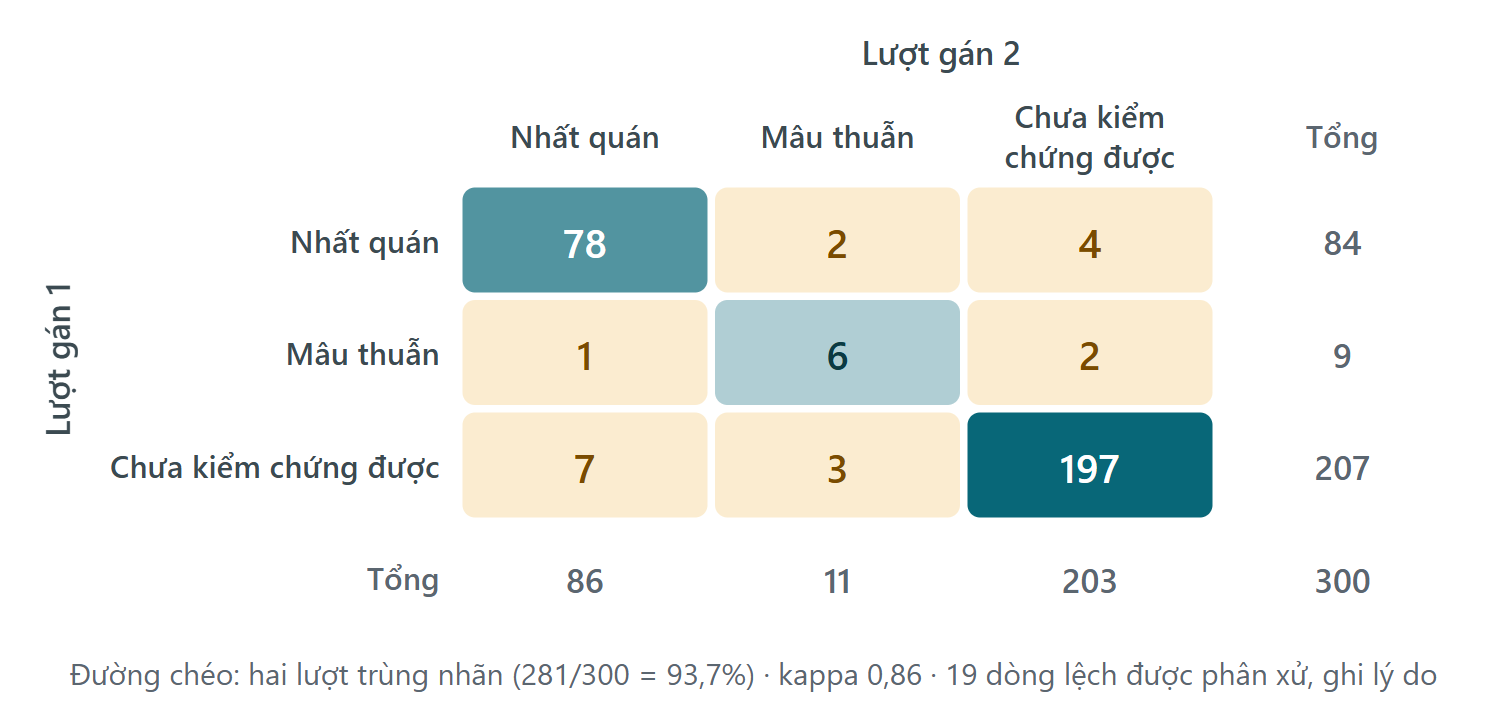 Lượt gán 2
Nhất quán Mâu thuẫn Chưa kiểm chứng được Tổng
Lượt gán 1
Nhất quán 78 2 4 84
Mâu thuẫn 1 6 2 9
Chưa kiểm chứng được 7 3 197 207
Tổng 86 11 203 300
Đường chéo: hai lượt trùng nhãn (281/300 = 93,7%) · kappa 0,86 · 19 dòng lệch được phân xử, ghi lý do